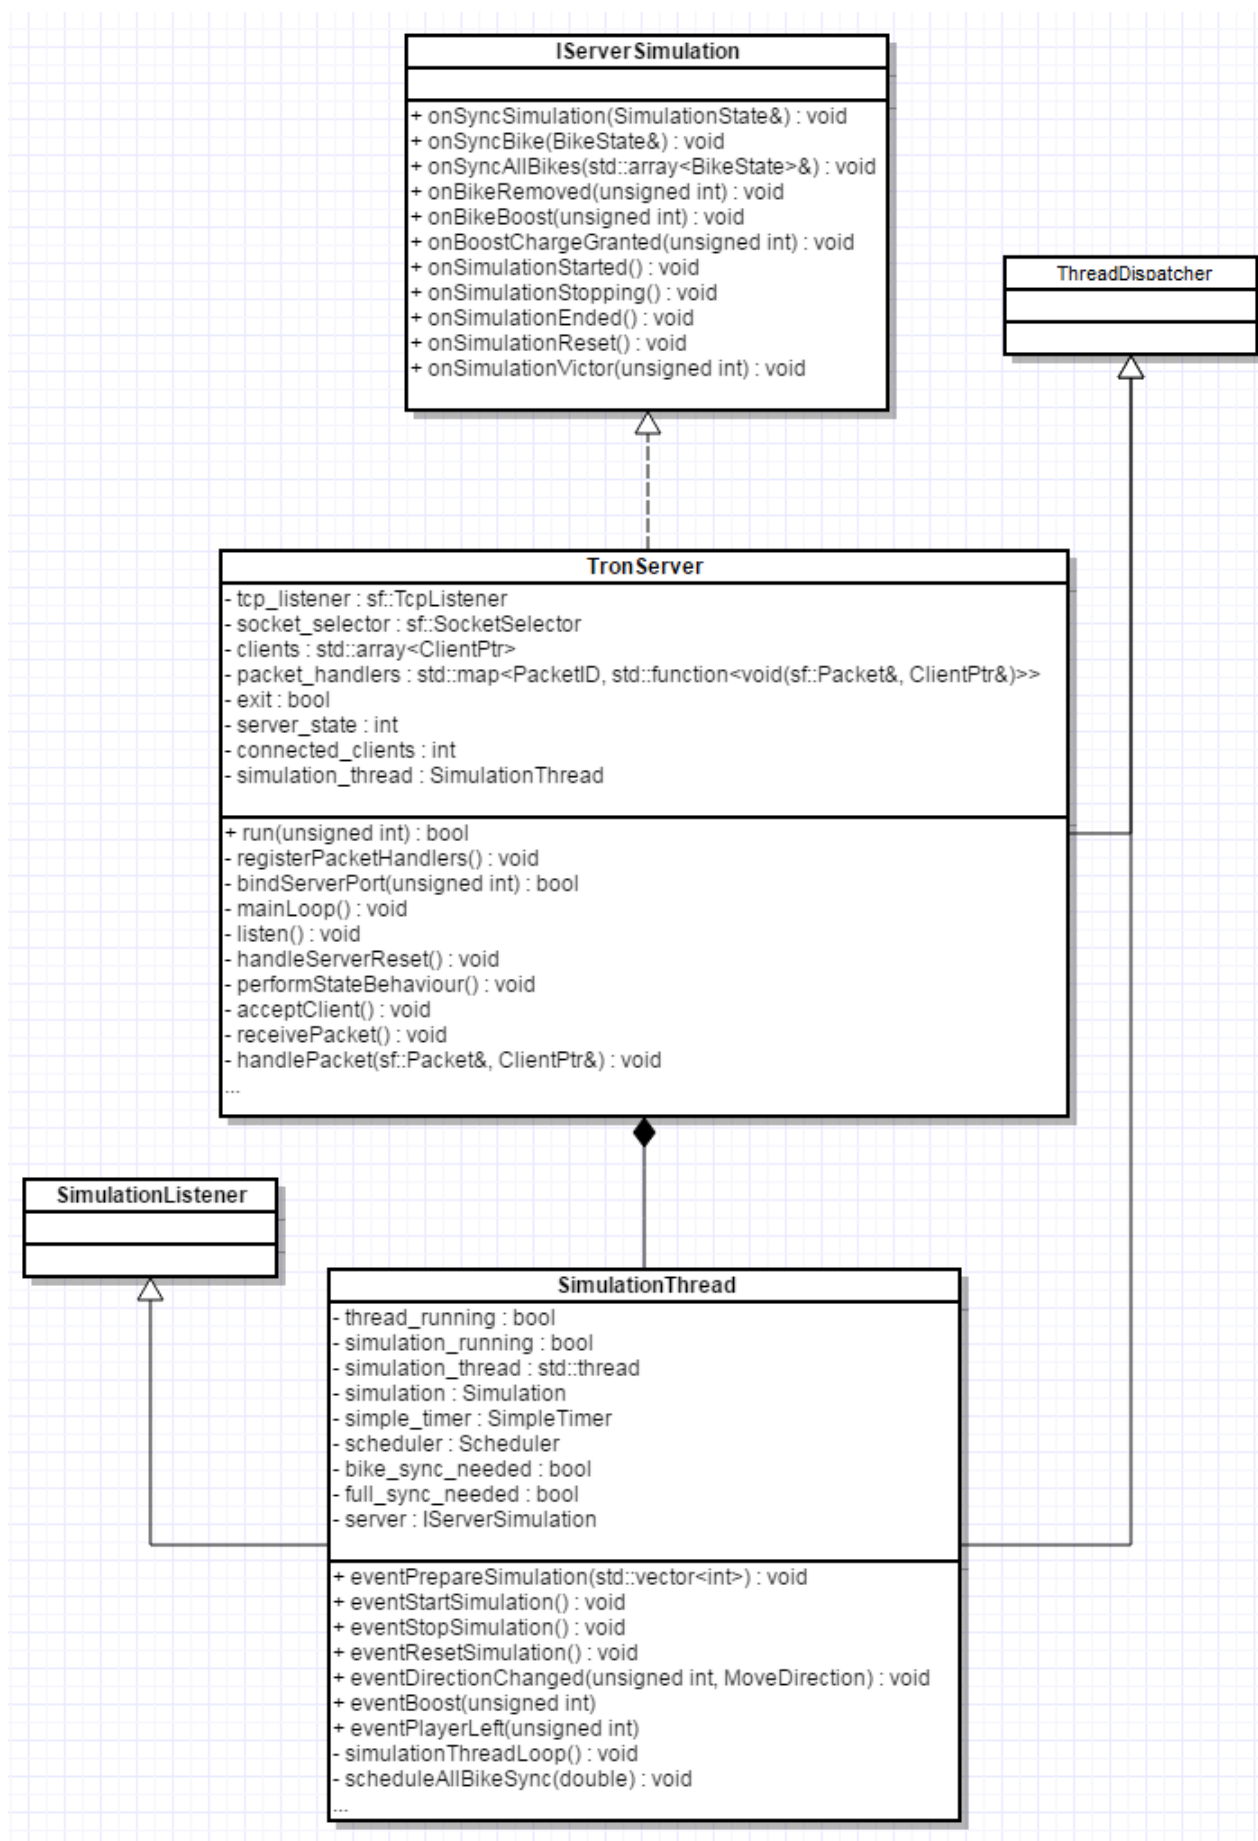 IServerSimulation
+ onSyncSimulation(SimulationState&) : void
+ onSyncBike(BikeState&) : void
+ onSyncAllBikes(std::array<BikeState>&) : void
+ onBikeRemoved(unsigned int) : void
+ onBikeBoost(unsigned int) : void
+ onBoostChargeGranted(unsigned int) : void
+ onSimulationStarted() : void
+ onSimulationStopping() : void
+ onSimulationEnded() : void
+ onSimulationReset() : void
+ onSimulationVictor(unsigned int) : void
ThreadDispatcher
TronServer
- tcp_listener : sf::TcpListener
- socket_selector : sf::SocketSelector
- clients : std::array<ClientPtr>
- packet_handlers : std::map<PacketID, std::function<void(sf::Packet&, ClientPtr&)>>
- exit : bool
- server_state : int
- connected_clients : int
- simulation_thread : SimulationThread
+ run(unsigned int) : bool
- registerPacketHandlers() : void
- bindServerPort(unsigned int) : bool
- mainLoop() : void
- listen() : void
- handleServerReset() : void
- performStateBehaviour() : void
- acceptClient() : void
- receivePacket() : void
- handlePacket(sf::Packet&, ClientPtr&) : void
...
SimulationListener
SimulationThread
- thread_running : bool
- simulation_running : bool
- simulation_thread : std::thread
- simulation : Simulation
- simple_timer : SimpleTimer
- scheduler : Scheduler
- bike_sync_needed : bool
- full_sync_needed : bool
- server : IServerSimulation
+ eventPrepareSimulation(std::vector<int>) : void
+ eventStartSimulation() : void
+ eventStopSimulation() : void
+ eventResetSimulation() : void
+ eventDirectionChanged(unsigned int, MoveDirection) : void
+ eventBoost(unsigned int)
+ eventPlayerLeft(unsigned int)
- simulationThreadLoop() : void
- scheduleAllBikeSync(double) : void
...